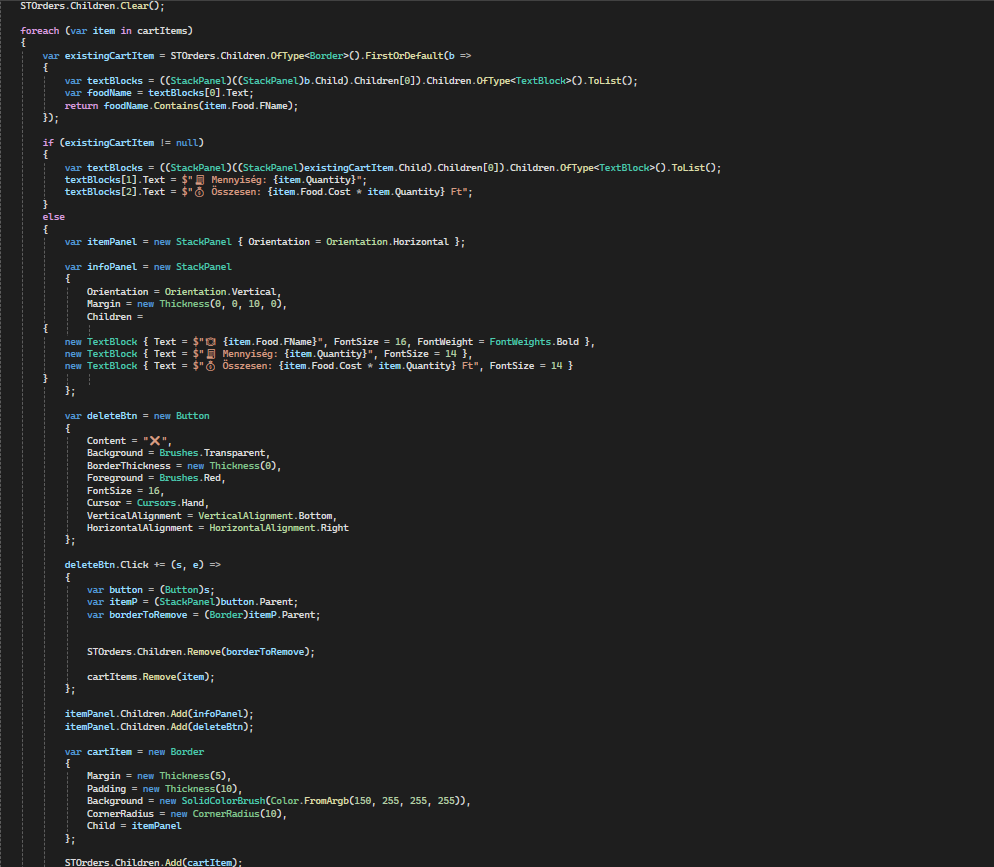 STOrders.Children.Clear();
foreach (var item in cartItems)
{
var existingCartItem = STOrders.Children.OfType<Border>().FirstOrDefault(b =>
{
var textBlocks = ((StackPanel)((StackPanel)b.Child).Children[0]).Children.OfType<TextBlock>().ToList();
var foodName = textBlocks[0].Text;
return foodName.Contains(item.Food.FName);
});
if (existingCartItem != null)
{
var textBlocks = ((StackPanel)((StackPanel)existingCartItem.Child).Children[0]).Children.OfType<TextBlock>().ToList();
textBlocks[1].Text = $"🧾 Mennyiség: {item.Quantity}";
textBlocks[2].Text = $"💰 Összesen: {item.Food.Cost * item.Quantity} Ft";
}
else
{
var itemPanel = new StackPanel { Orientation = Orientation.Horizontal };
var infoPanel = new StackPanel
{
Orientation = Orientation.Vertical,
Margin = new Thickness(0, 0, 10, 0),
Children =
{
new TextBlock { Text = $"🍽 {item.Food.FName}", FontSize = 16, FontWeight = FontWeights.Bold },
new TextBlock { Text = $"🧾 Mennyiség: {item.Quantity}", FontSize = 14 },
new TextBlock { Text = $"💰 Összesen: {item.Food.Cost * item.Quantity} Ft", FontSize = 14 }
}
};
var deleteBtn = new Button
{
Content = "❌",
Background = Brushes.Transparent,
BorderThickness = new Thickness(0),
Foreground = Brushes.Red,
FontSize = 16,
Cursor = Cursors.Hand,
VerticalAlignment = VerticalAlignment.Bottom,
HorizontalAlignment = HorizontalAlignment.Right
};
deleteBtn.Click += (s, e) =>
{
var button = (Button)s;
var itemP = (StackPanel)button.Parent;
var borderToRemove = (Border)itemP.Parent;
STOrders.Children.Remove(borderToRemove);
cartItems.Remove(item);
};
itemPanel.Children.Add(infoPanel);
itemPanel.Children.Add(deleteBtn);
var cartItem = new Border
{
Margin = new Thickness(5),
Padding = new Thickness(10),
Background = new SolidColorBrush(Color.FromArgb(150, 255, 255, 255)),
CornerRadius = new CornerRadius(10),
Child = itemPanel
};
STOrders.Children.Add(cartItem);